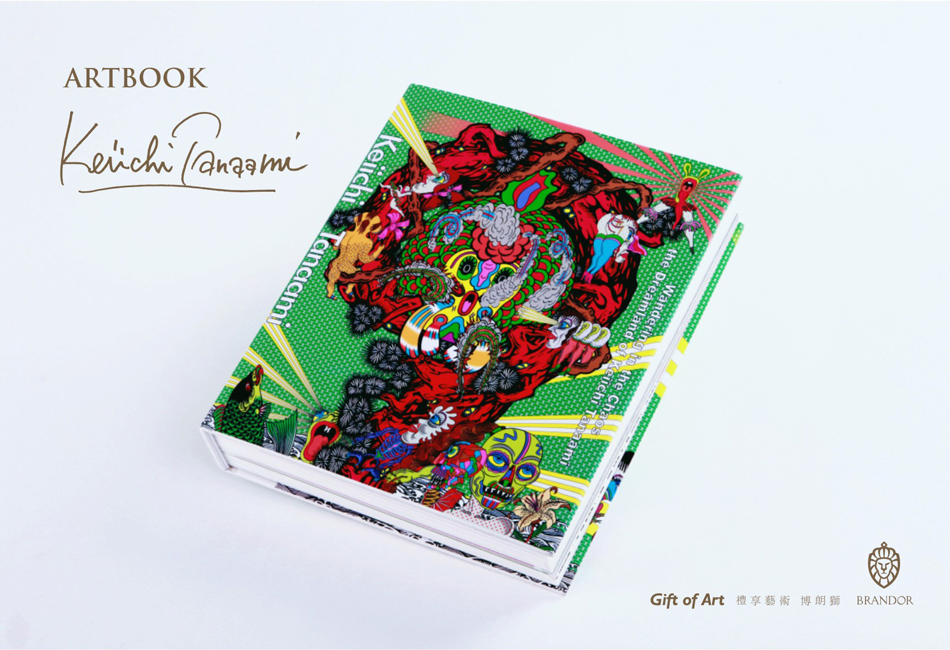 ARTBOOK
Keiichi Tanaami
Keiichi Tanaami
Wandering in the Chaos
the Dreamland of Keiichi Tanaami
Gift of Art 禮享藝術 博朗獅 BRANDOR